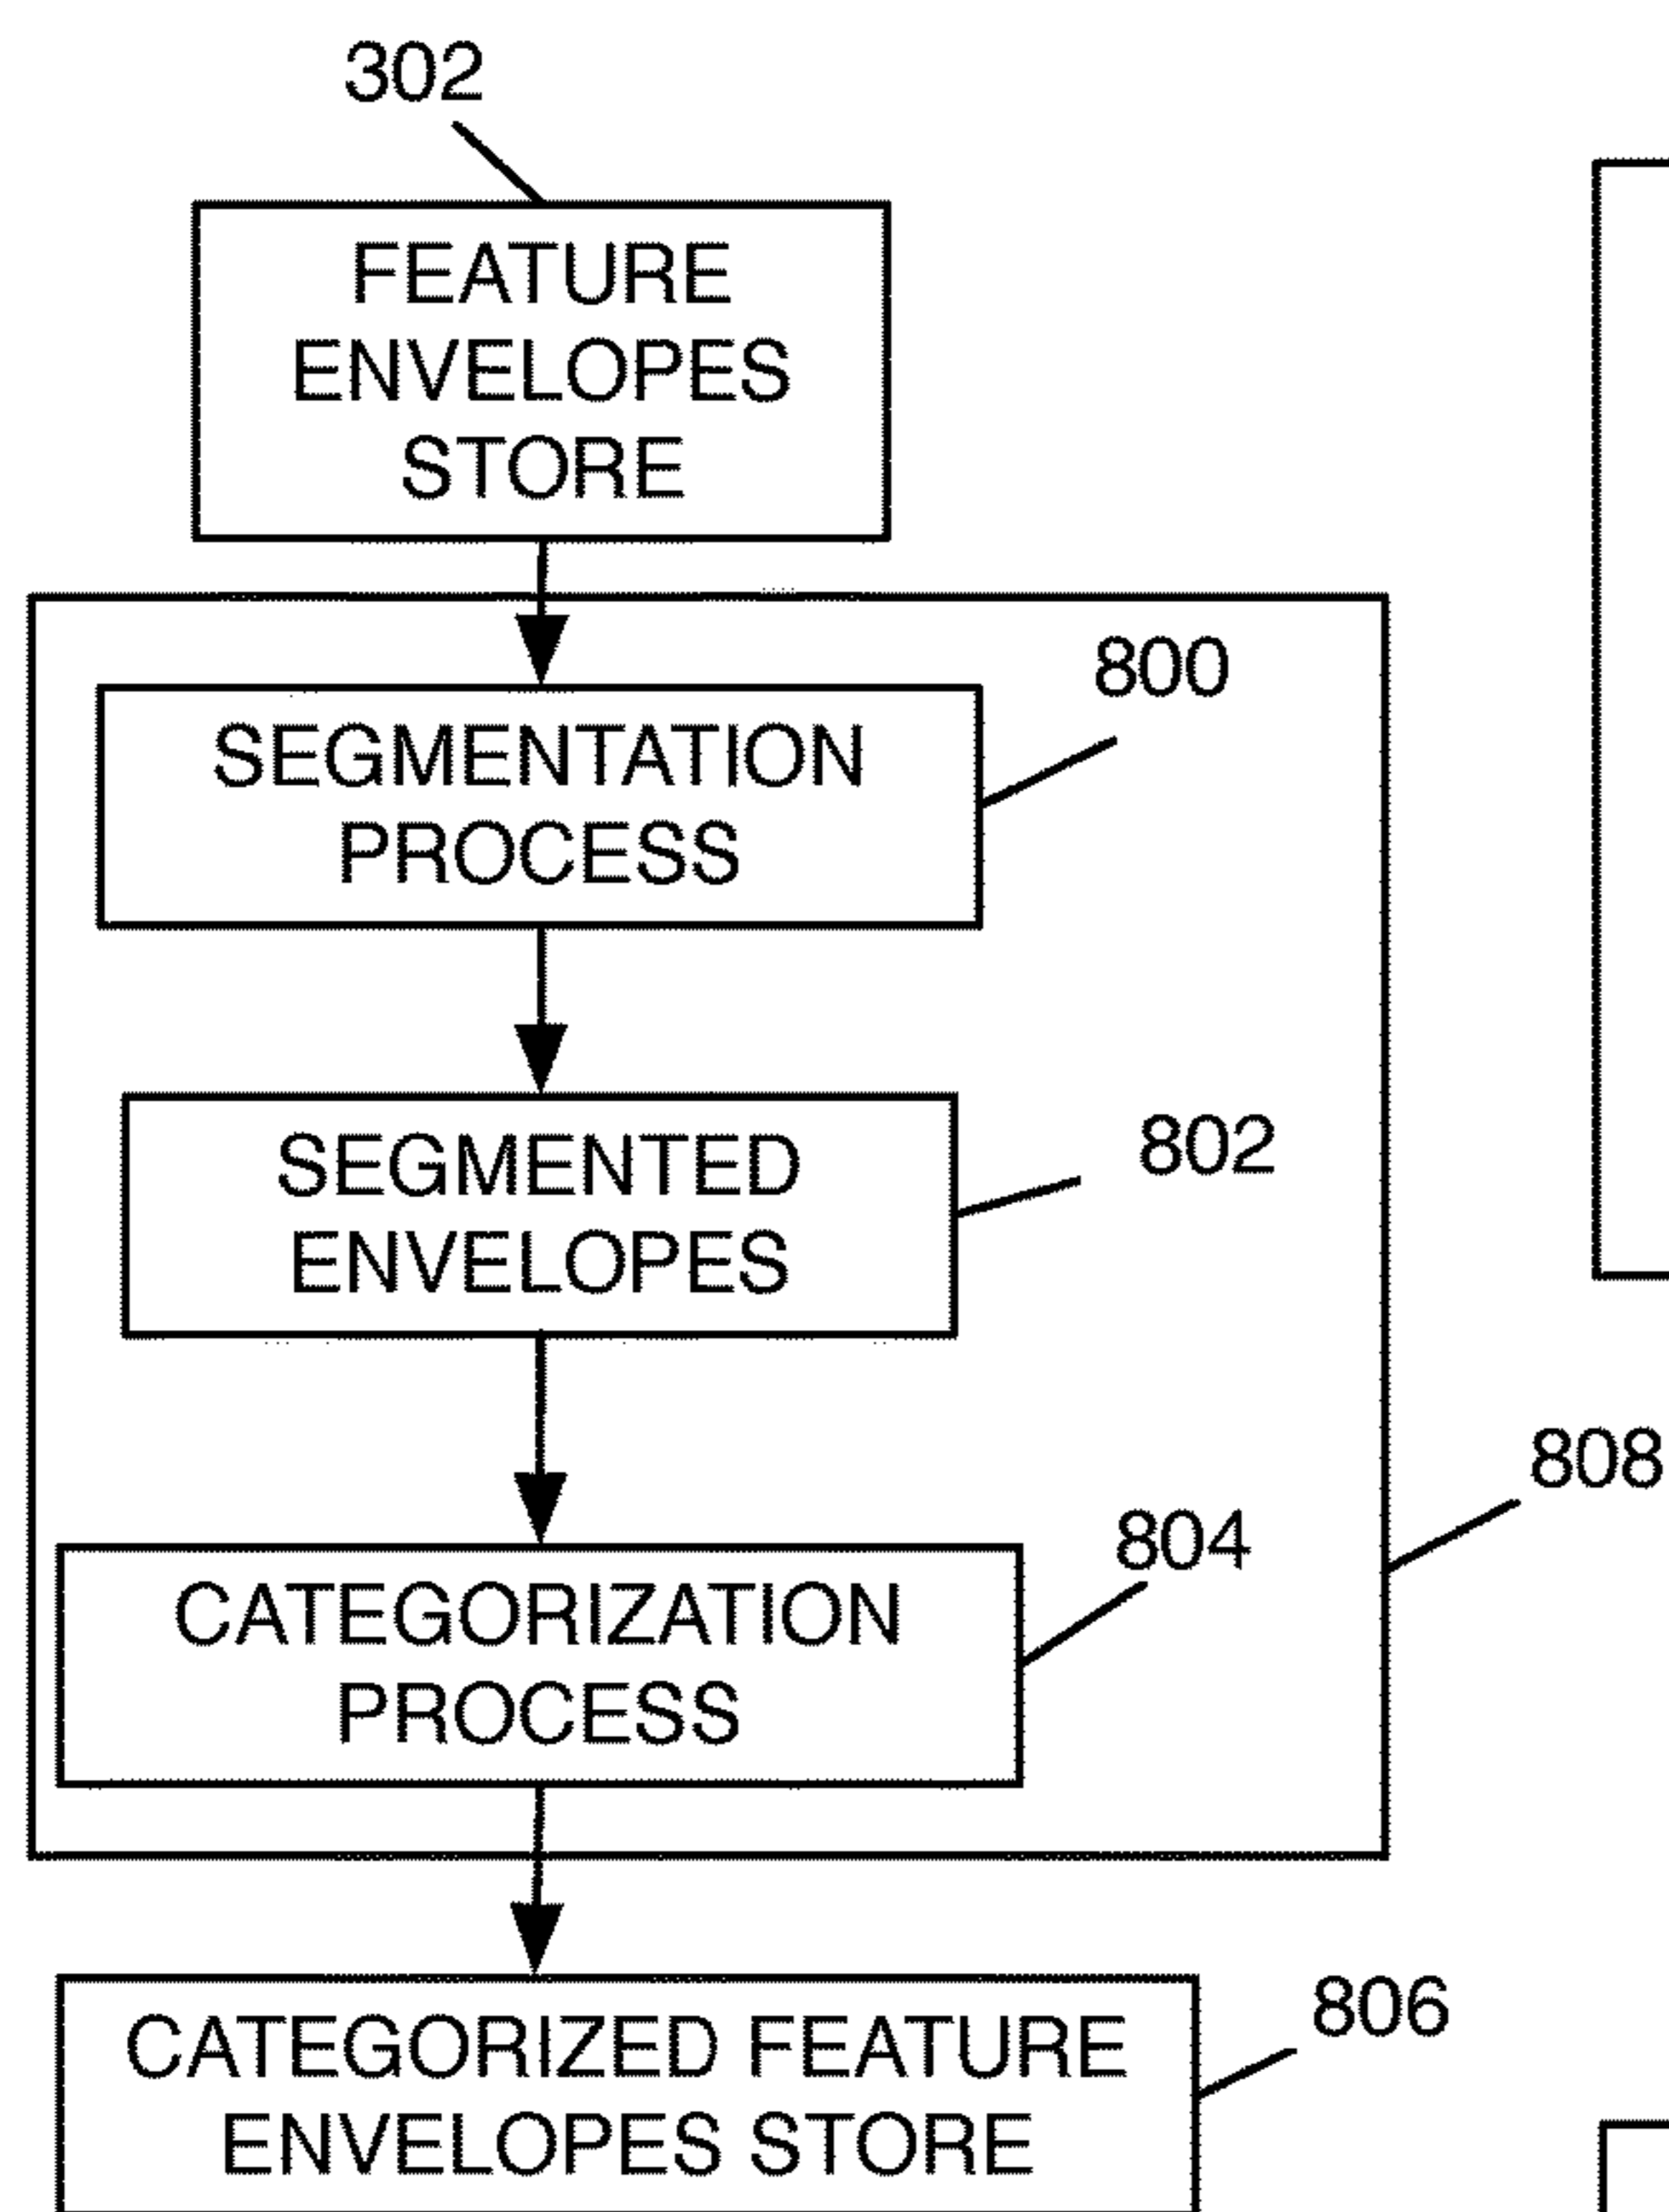 302
FEATURE
ENVELOPES
STORE
800
SEGMENTATION
PROCESS
802
SEGMENTED
ENVELOPES
808
804
CATEGORIZATION
PROCESS
806
CATEGORIZED FEATURE
ENVELOPES STORE